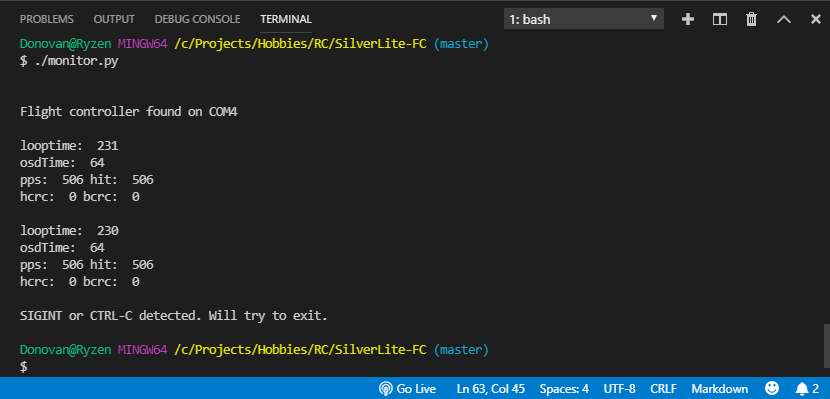 PROBLEMS OUTPUT DEBUG CONSOLE TERMINAL 1: bash
Donovan@Ryzen MINGW64 /c/Projects/Hobbies/RC/SilverLite-FC (master)
$ ./monitor.py
Flight controller found on COM4
looptime:  231
osdTime:  64
pps:  506 hit:  506
hcrc:  0 bcrc:  0
looptime:  230
osdTime:  64
pps:  506 hit:  506
hcrc:  0 bcrc:  0
SIGINT or CTRL-C detected. Will try to exit.
Donovan@Ryzen MINGW64 /c/Projects/Hobbies/RC/SilverLite-FC (master)
$
Go Live Ln 63, Col 45 Spaces: 4 UTF-8 CRLF Markdown 2